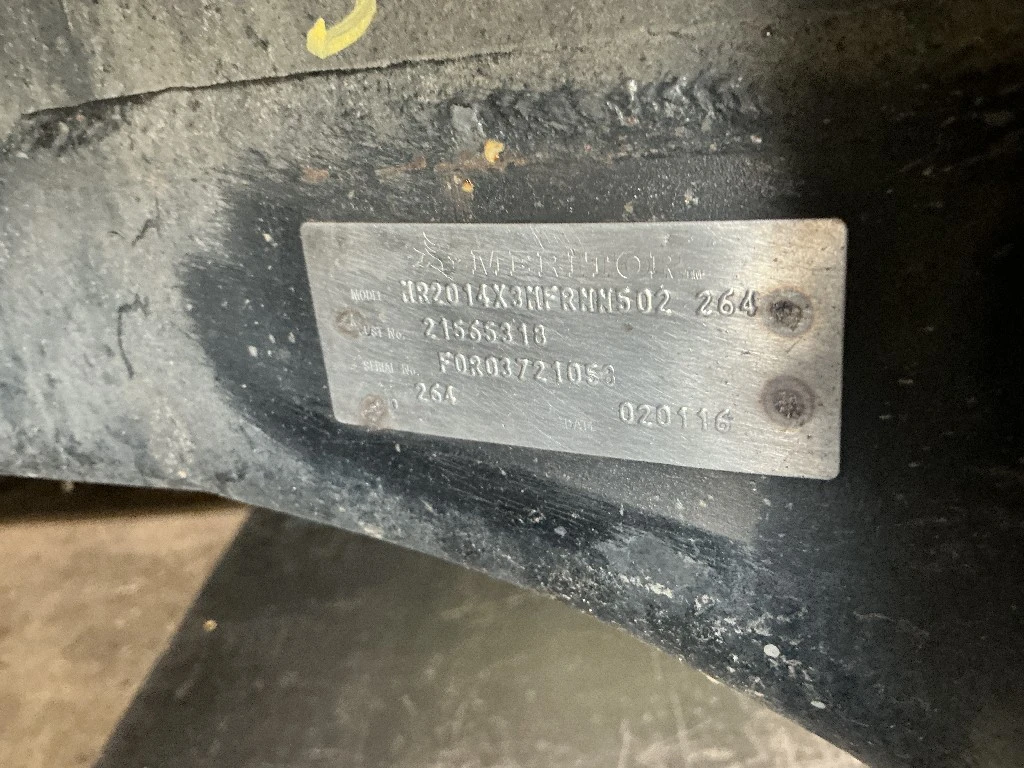 MERITOR
MODEL MR2014X3MFRNN502 264
CUST No. 21565318
SERIAL No. FOR03721053
264
DATE 020116